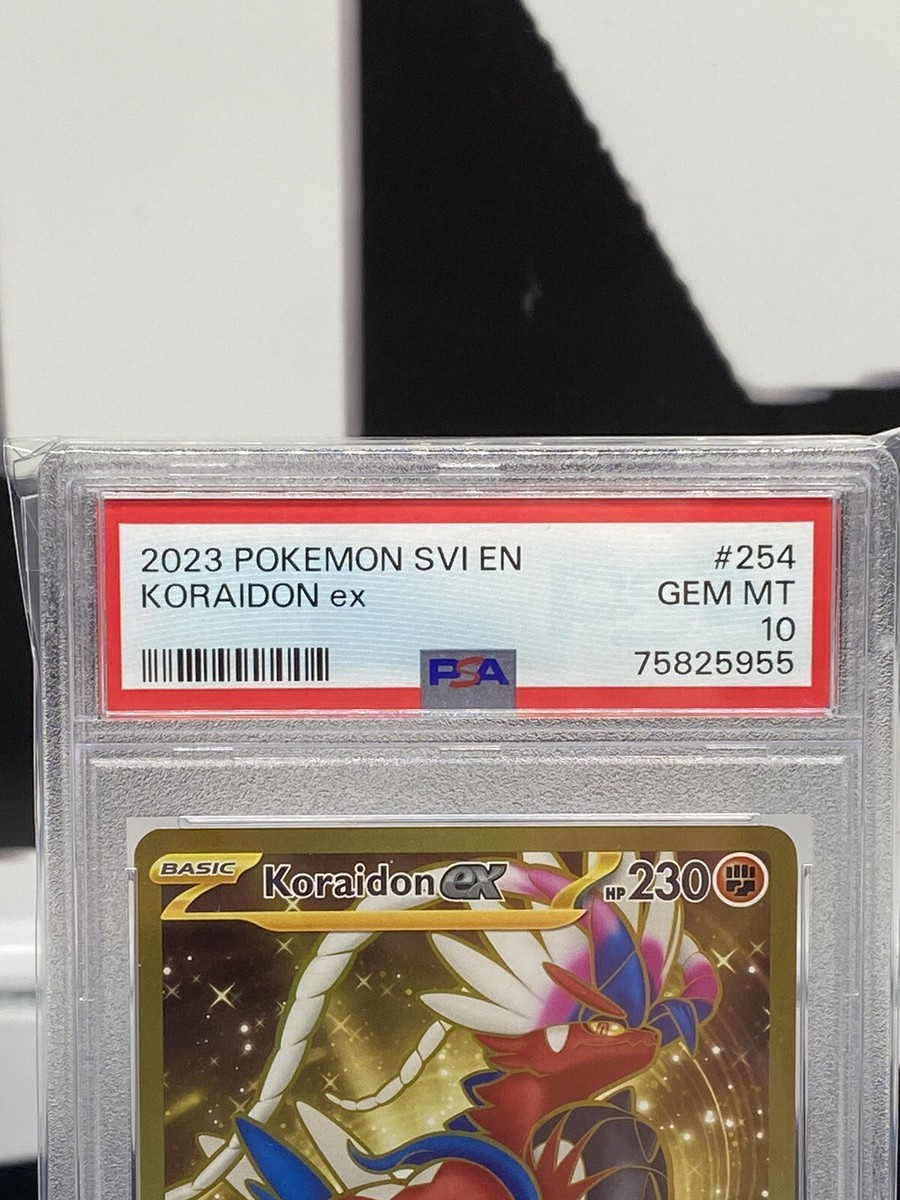 2023 POKEMON SVI EN #254
KORAIDON ex GEM MT
10
PSA 75825955
BASIC Koraidon ex HP 230